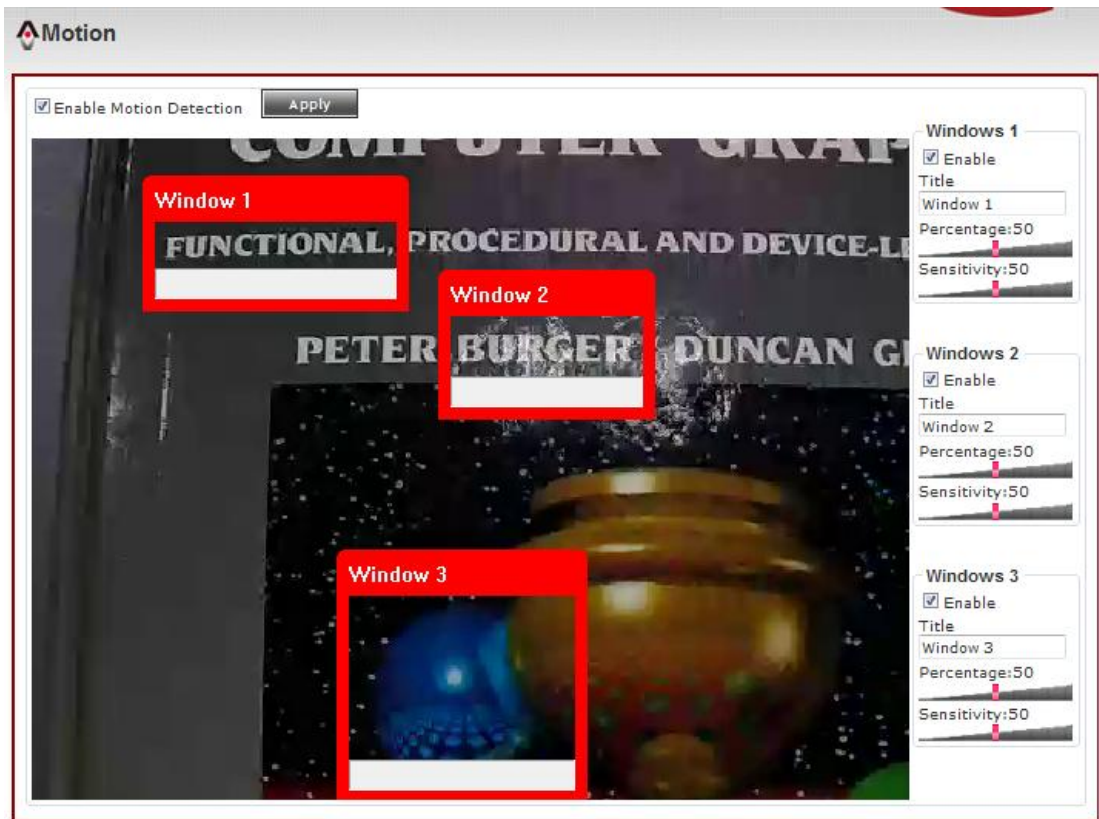 Motion
Enable Motion Detection
Apply
COMPUTER GRAP
Window 1
FUNCTIONAL, PROCEDURAL AND DEVICE-LE
Window 2
PETER BURGER DUNCAN GI
Window 3
Windows 1
Enable
Title
Window 1
Percentage:50
Sensitivity:50
Windows 2
Enable
Title
Window 2
Percentage:50
Sensitivity:50
Windows 3
Enable
Title
Window 3
Percentage:50
Sensitivity:50